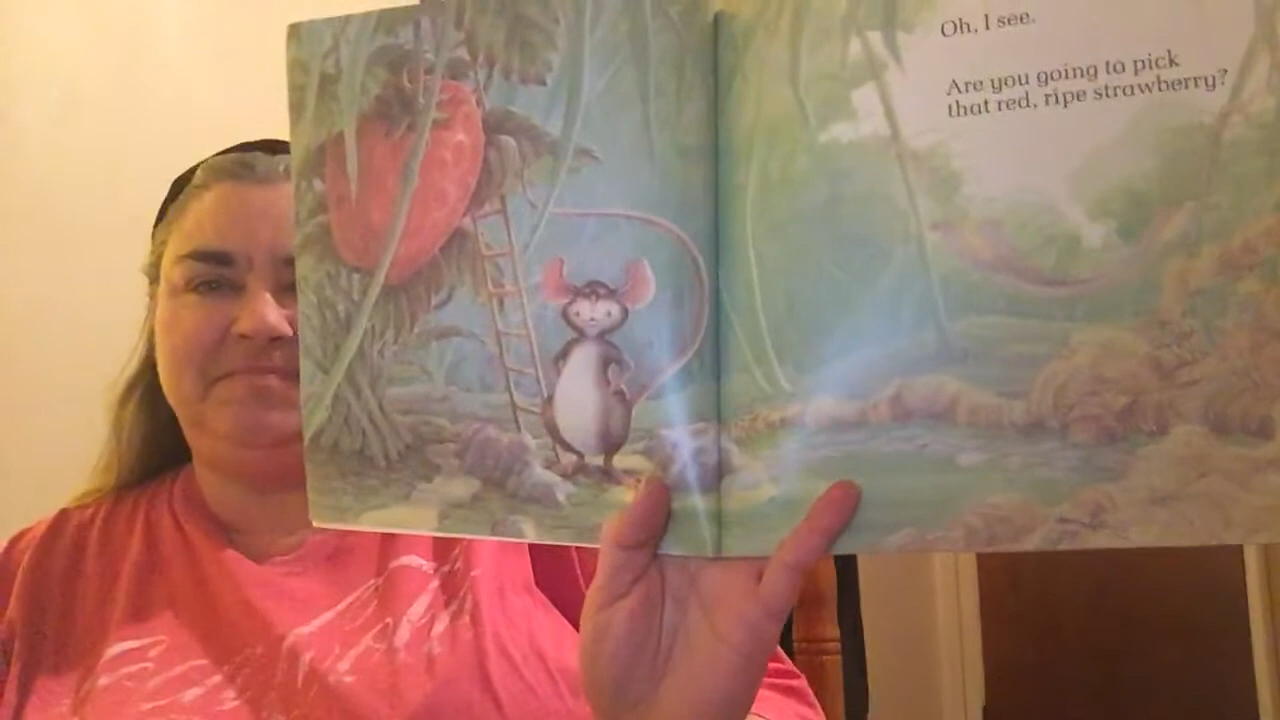 Oh, I see.
Are you going to pick
that red, ripe strawberry?